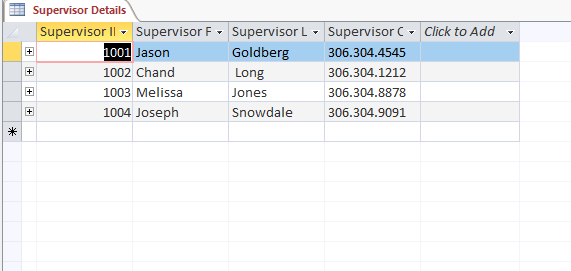 Supervisor Details
Supervisor II Supervisor F Supervisor L Supervisor C Click to Add
1001 Jason Goldberg 306.304.4545
1002 Chand Long 306.304.1212
1003 Melissa Jones 306.304.8878
1004 Joseph Snowdale 306.304.9091